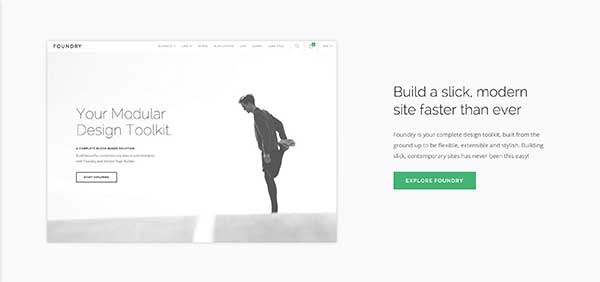 FOUNDRY
Your Modular
Design Toolkit.
A COMPLETE BLOCK-BASED SOLUTION
START EXPLORING
Build a slick, modern
site faster than ever
Foundry is your complete design toolkit, built from the
ground up to be flexible, extensible and stylish. Building
slick, contemporary sites has never been this easy!
EXPLORE FOUNDRY